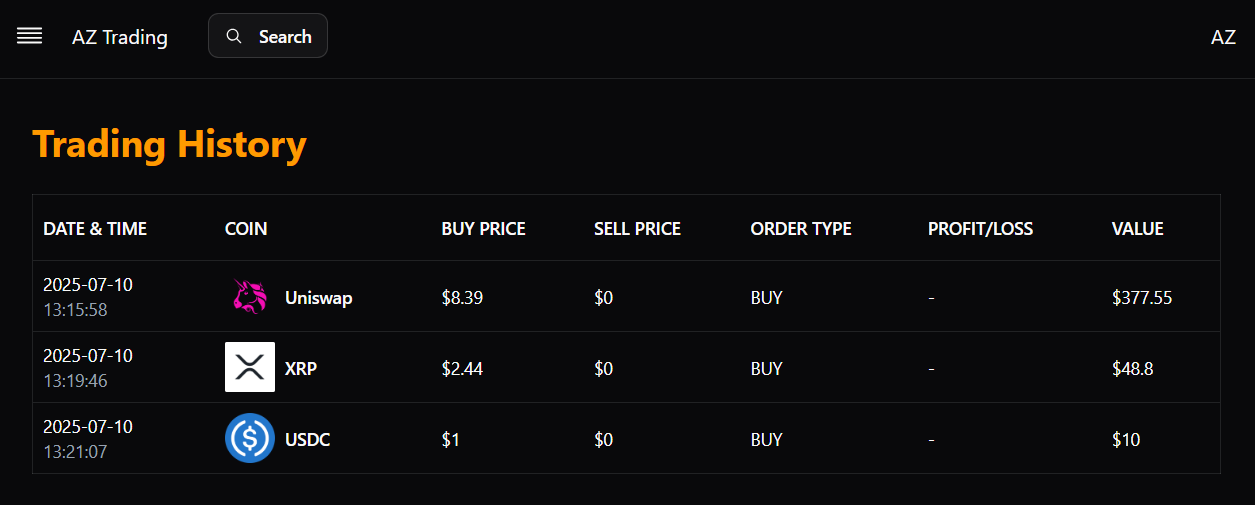 AZ Trading
Search
AZ
Trading History
DATE & TIME COIN BUY PRICE SELL PRICE ORDER TYPE PROFIT/LOSS VALUE
2025-07-10
13:15:58
Uniswap $8.39 $0 BUY - $377.55
2025-07-10
13:19:46
XRP $2.44 $0 BUY - $48.8
2025-07-10
13:21:07
USDC $1 $0 BUY - $10